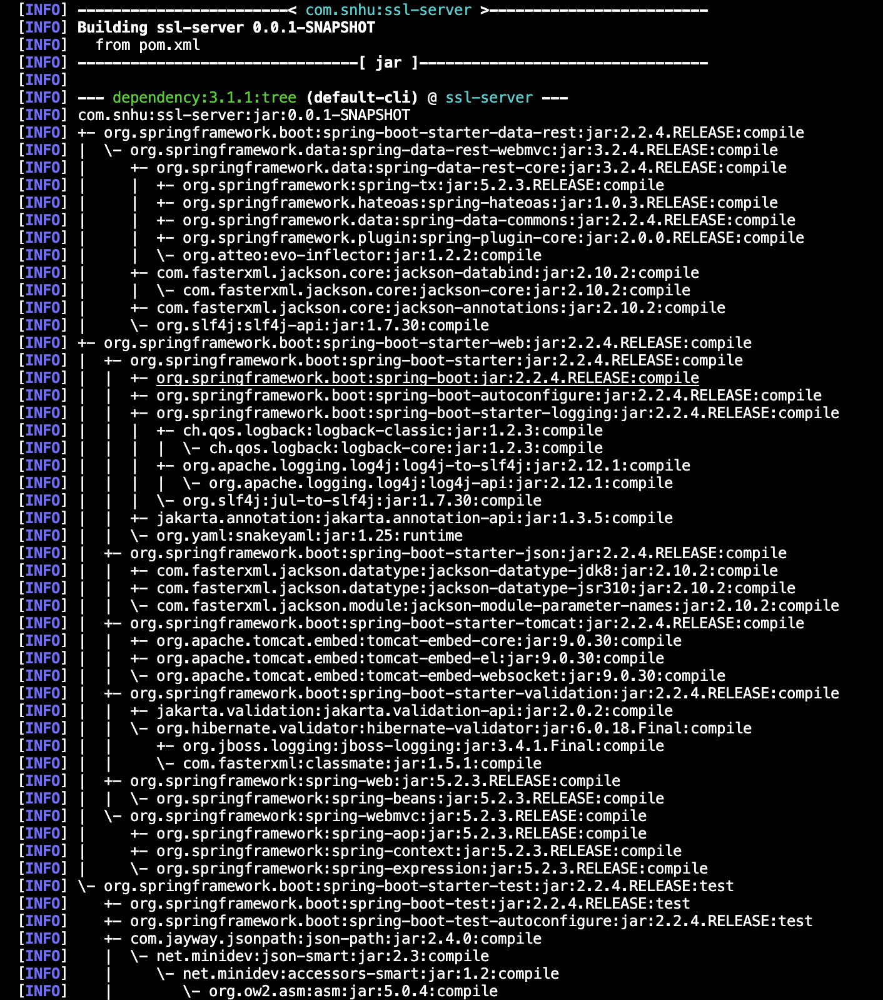 [INFO] ------------------------< com.snhu:ssl-server >-------------------------
[INFO] Building ssl-server 0.0.1-SNAPSHOT
[INFO]   from pom.xml
[INFO] --------------------------------[ jar ]---------------------------------
[INFO]
[INFO] --- dependency:3.1.1:tree (default-cli) @ ssl-server ---
[INFO] com.snhu:ssl-server:jar:0.0.1-SNAPSHOT
[INFO] +- org.springframework.boot:spring-boot-starter-data-rest:jar:2.2.4.RELEASE:compile
[INFO] |  \- org.springframework.data:spring-data-rest-webmvc:jar:3.2.4.RELEASE:compile
[INFO] |     +- org.springframework.data:spring-data-rest-core:jar:3.2.4.RELEASE:compile
[INFO] |     |  +- org.springframework:spring-tx:jar:5.2.3.RELEASE:compile
[INFO] |     |  +- org.springframework.hateoas:spring-hateoas:jar:1.0.3.RELEASE:compile
[INFO] |     |  +- org.springframework.data:spring-data-commons:jar:2.2.4.RELEASE:compile
[INFO] |     |  +- org.springframework.plugin:spring-plugin-core:jar:2.0.0.RELEASE:compile
[INFO] |     |  \- org.atteo:evo-inflector:jar:1.2.2:compile
[INFO] |     +- com.fasterxml.jackson.core:jackson-databind:jar:2.10.2:compile
[INFO] |     |  \- com.fasterxml.jackson.core:jackson-core:jar:2.10.2:compile
[INFO] |     +- com.fasterxml.jackson.core:jackson-annotations:jar:2.10.2:compile
[INFO] |     \- org.slf4j:slf4j-api:jar:1.7.30:compile
[INFO] +- org.springframework.boot:spring-boot-starter-web:jar:2.2.4.RELEASE:compile
[INFO] |  +- org.springframework.boot:spring-boot-starter:jar:2.2.4.RELEASE:compile
[INFO] |  |  +- org.springframework.boot:spring-boot:jar:2.2.4.RELEASE:compile
[INFO] |  |  +- org.springframework.boot:spring-boot-autoconfigure:jar:2.2.4.RELEASE:compile
[INFO] |  |  +- org.springframework.boot:spring-boot-starter-logging:jar:2.2.4.RELEASE:compile
[INFO] |  |  |  +- ch.qos.logback:logback-classic:jar:1.2.3:compile
[INFO] |  |  |  |  \- ch.qos.logback:logback-core:jar:1.2.3:compile
[INFO] |  |  |  +- org.apache.logging.log4j:log4j-to-slf4j:jar:2.12.1:compile
[INFO] |  |  |  |  \- org.apache.logging.log4j:log4j-api:jar:2.12.1:compile
[INFO] |  |  |  \- org.slf4j:jul-to-slf4j:jar:1.7.30:compile
[INFO] |  |  +- jakarta.annotation:jakarta.annotation-api:jar:1.3.5:compile
[INFO] |  |  \- org.yaml:snakeyaml:jar:1.25:runtime
[INFO] |  +- org.springframework.boot:spring-boot-starter-json:jar:2.2.4.RELEASE:compile
[INFO] |  |  +- com.fasterxml.jackson.datatype:jackson-datatype-jdk8:jar:2.10.2:compile
[INFO] |  |  +- com.fasterxml.jackson.datatype:jackson-datatype-jsr310:jar:2.10.2:compile
[INFO] |  |  \- com.fasterxml.jackson.module:jackson-module-parameter-names:jar:2.10.2:compile
[INFO] |  +- org.springframework.boot:spring-boot-starter-tomcat:jar:2.2.4.RELEASE:compile
[INFO] |  |  +- org.apache.tomcat.embed:tomcat-embed-core:jar:9.0.30:compile
[INFO] |  |  +- org.apache.tomcat.embed:tomcat-embed-el:jar:9.0.30:compile
[INFO] |  |  \- org.apache.tomcat.embed:tomcat-embed-websocket:jar:9.0.30:compile
[INFO] |  +- org.springframework.boot:spring-boot-starter-validation:jar:2.2.4.RELEASE:compile
[INFO] |  |  +- jakarta.validation:jakarta.validation-api:jar:2.0.2:compile
[INFO] |  |  \- org.hibernate.validator:hibernate-validator:jar:6.0.18.Final:compile
[INFO] |  |     +- org.jboss.logging:jboss-logging:jar:3.4.1.Final:compile
[INFO] |  |     \- com.fasterxml:classmate:jar:1.5.1:compile
[INFO] |  +- org.springframework:spring-web:jar:5.2.3.RELEASE:compile
[INFO] |  |  \- org.springframework:spring-beans:jar:5.2.3.RELEASE:compile
[INFO] |  \- org.springframework:spring-webmvc:jar:5.2.3.RELEASE:compile
[INFO] |     +- org.springframework:spring-aop:jar:5.2.3.RELEASE:compile
[INFO] |     +- org.springframework:spring-context:jar:5.2.3.RELEASE:compile
[INFO] |     \- org.springframework:spring-expression:jar:5.2.3.RELEASE:compile
[INFO] \- org.springframework.boot:spring-boot-starter-test:jar:2.2.4.RELEASE:test
[INFO]    +- org.springframework.boot:spring-boot-test:jar:2.2.4.RELEASE:test
[INFO]    +- org.springframework.boot:spring-boot-test-autoconfigure:jar:2.2.4.RELEASE:test
[INFO]    +- com.jayway.jsonpath:json-path:jar:2.4.0:compile
[INFO]    |  \- net.minidev:json-smart:jar:2.3:compile
[INFO]    |     \- net.minidev:accessors-smart:jar:1.2:compile
[INFO]    |        \- org.ow2.asm:asm:jar:5.0.4:compile